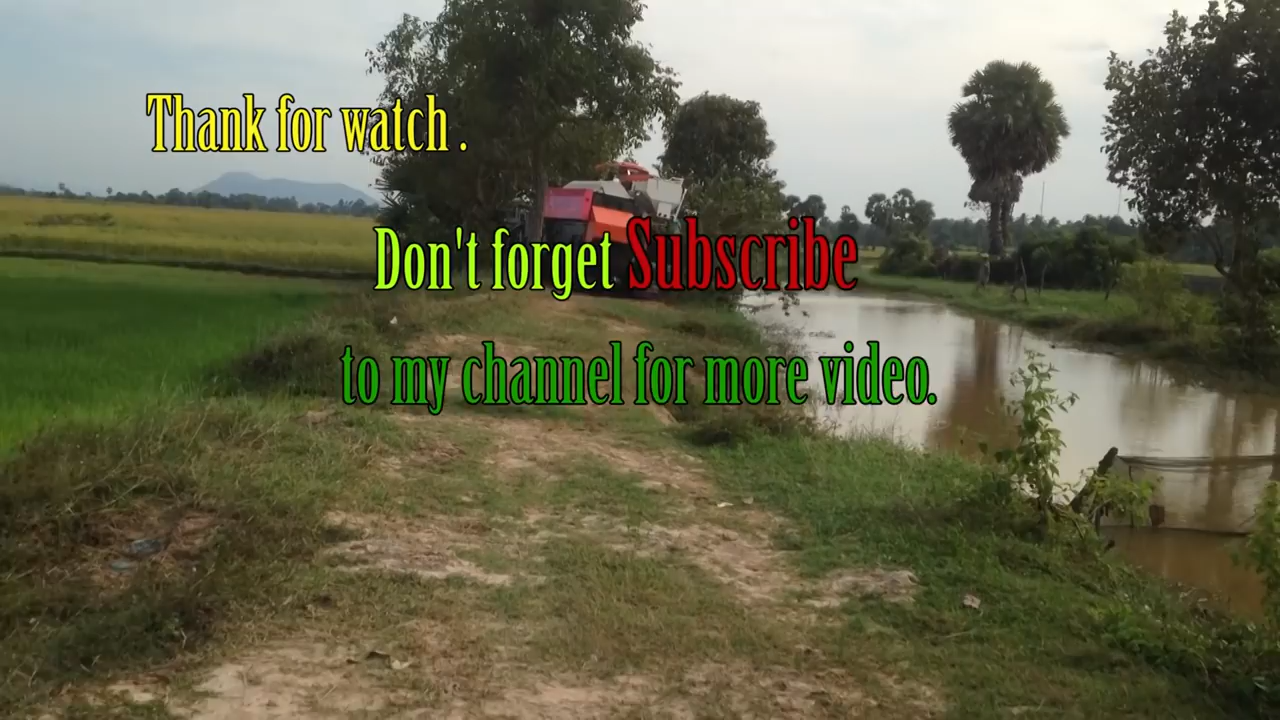 Thank for watch .
Don't forget Subscribe
to my channel for more video.